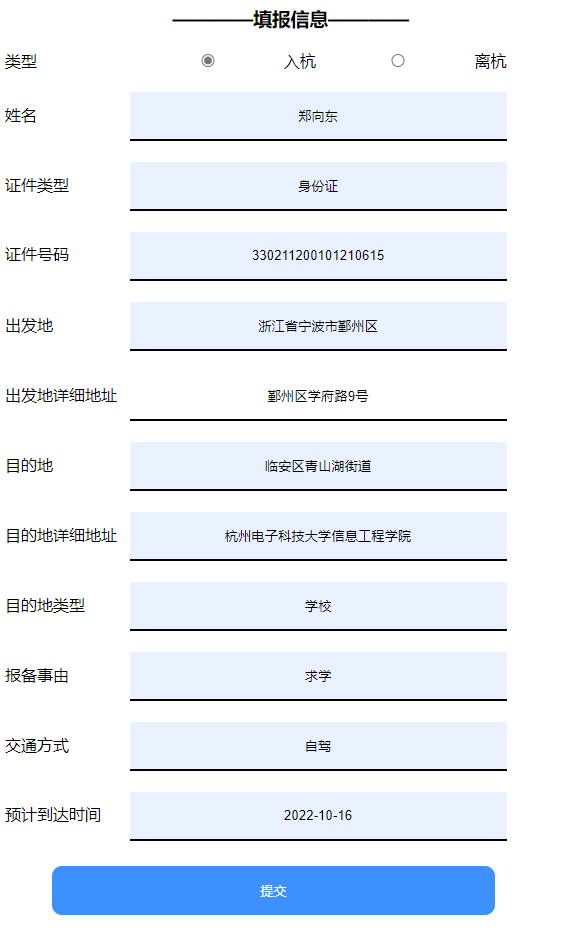 ————填报信息————
类型 入杭 离杭
姓名 郑向东
证件类型 身份证
证件号码 330211200101210615
出发地 浙江省宁波市鄞州区
出发地详细地址 鄞州区学府路9号
目的地 临安区青山湖街道
目的地详细地址 杭州电子科技大学信息工程学院
目的地类型 学校
报备事由 求学
交通方式 自驾
预计到达时间 2022-10-16
提交